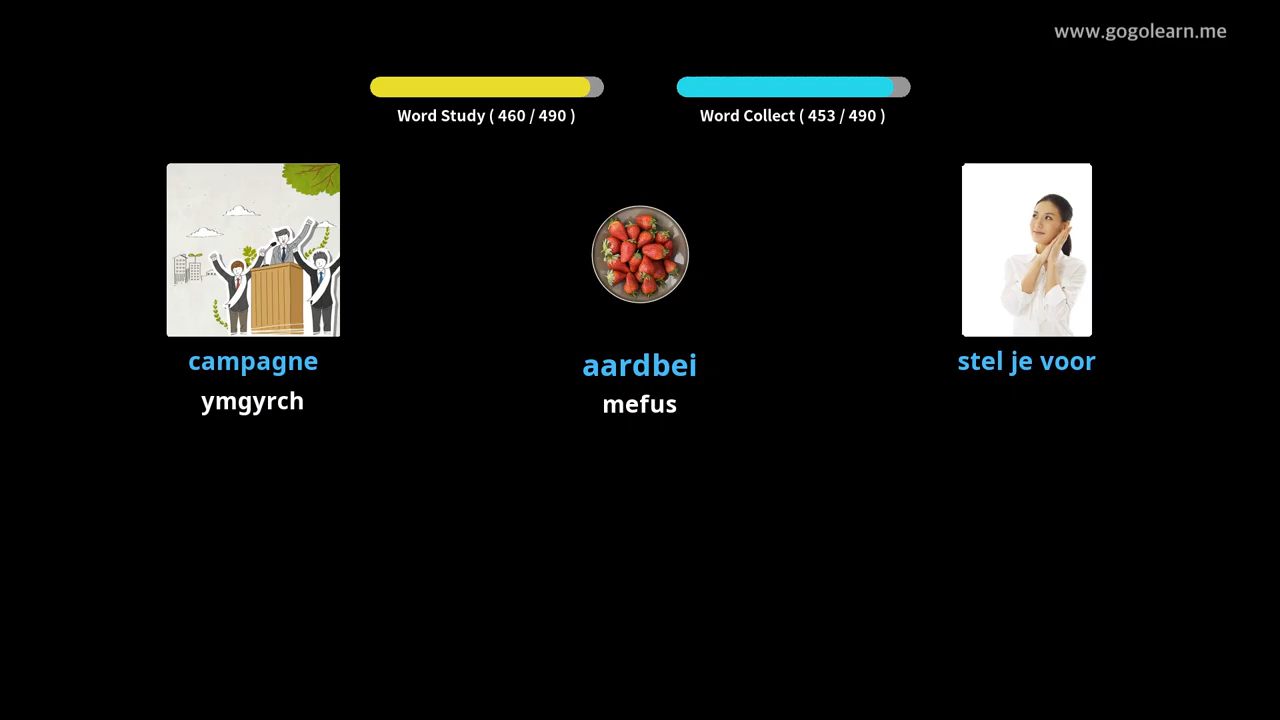 www.gogolearn.me
Word Study ( 460 / 490 )
Word Collect ( 453 / 490 )
campagne
ymgyrch
aardbei
mefus
stel je voor